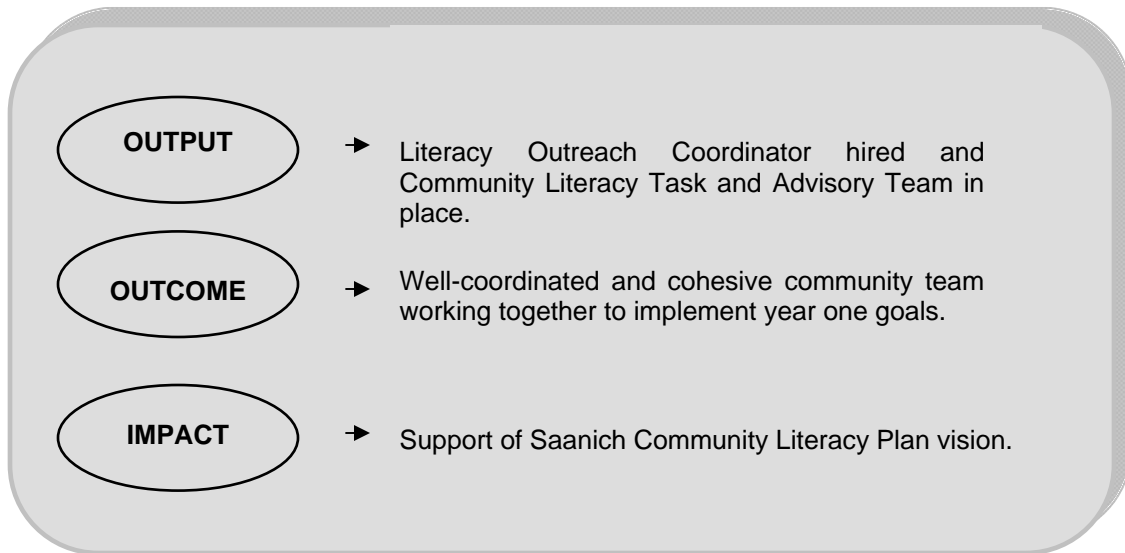 OUTPUT
Literacy Outreach Coordinator hired and
Community Literacy Task and Advisory Team in
place.
OUTCOME
Well-coordinated and cohesive community team
working together to implement year one goals.
IMPACT
Support of Saanich Community Literacy Plan vision.